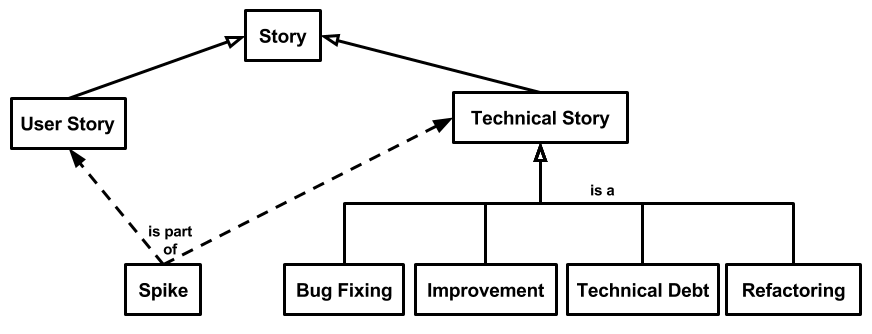 Story
User Story
Technical Story
is a
is part
of
Spike
Bug Fixing
Improvement
Technical Debt
Refactoring